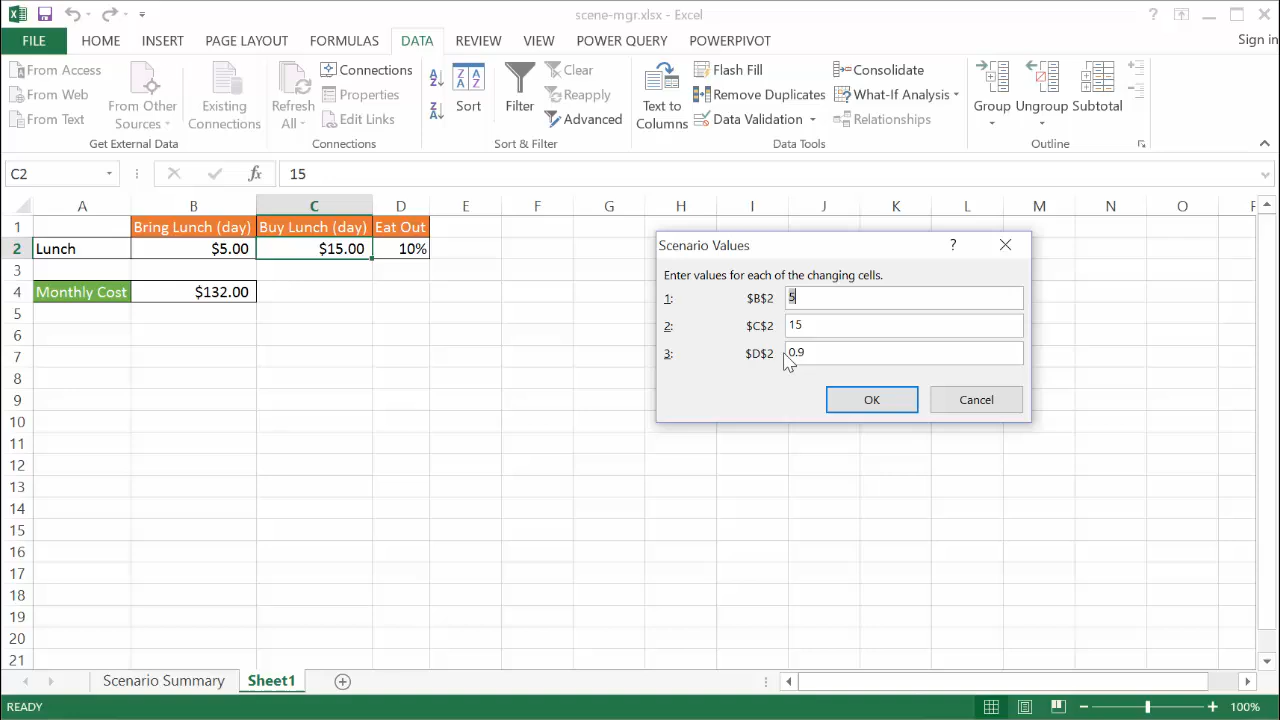 scene-mgr.xlsx - Excel
?
FILE HOME INSERT PAGE LAYOUT FORMULAS DATA REVIEW VIEW POWER QUERY POWERPIVOT Sign in
From Access
From Web
From Text
From Other Sources
Existing Connections
Get External Data
Refresh All
Connections
Properties
Edit Links
Connections
A Z
Z A
Z A A Z
Sort
Filter
Clear
Reapply
Advanced
Sort & Filter
Text to Columns
Flash Fill
Remove Duplicates
Data Validation
Consolidate
What-If Analysis
Relationships
Data Tools
Group
Ungroup
Subtotal
Outline
C2 fx 15
A B C D E F G H I J K L M N O
1 Bring Lunch (day) Buy Lunch (day) Eat Out
2 Lunch $5.00 $15.00 10%
3
4 Monthly Cost $132.00
5
6
7
8
9
10
11
12
13
14
15
16
17
18
19
20
21
Scenario Values ?
Enter values for each of the changing cells.
1: $B$2 5
2: $C$2 15
3: $D$2 0.9
OK Cancel
Scenario Summary Sheet1
READY 100%